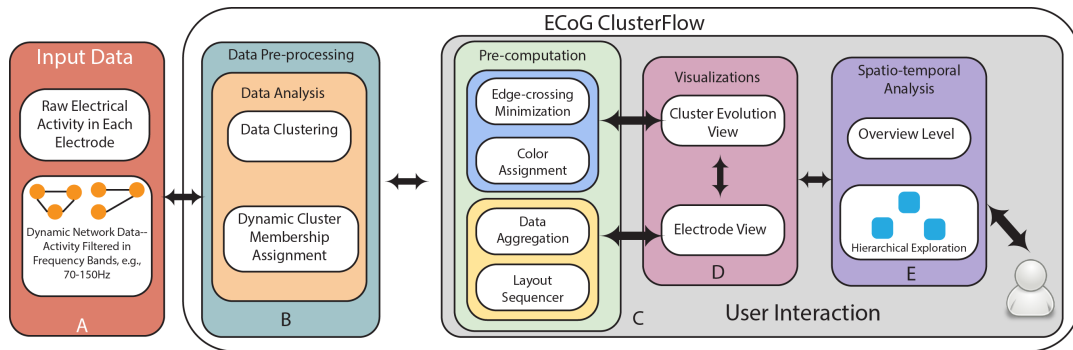 ECoG ClusterFlow
Input Data
Raw Electrical
Activity in Each
Electrode
Dynamic Network Data--
Activity Filtered in
Frequency Bands, e.g.,
70-150Hz
A
Data Pre-processing
Data Analysis
Data Clustering
Dynamic Cluster
Membership
Assignment
B
Pre-computation
Edge-crossing
Minimization
Color
Assignment
Data
Aggregation
Layout
Sequencer
C
Visualizations
Cluster Evolution
View
Electrode View
D
Spatio-temporal
Analysis
Overview Level
Hierarchical Exploration
E
User Interaction